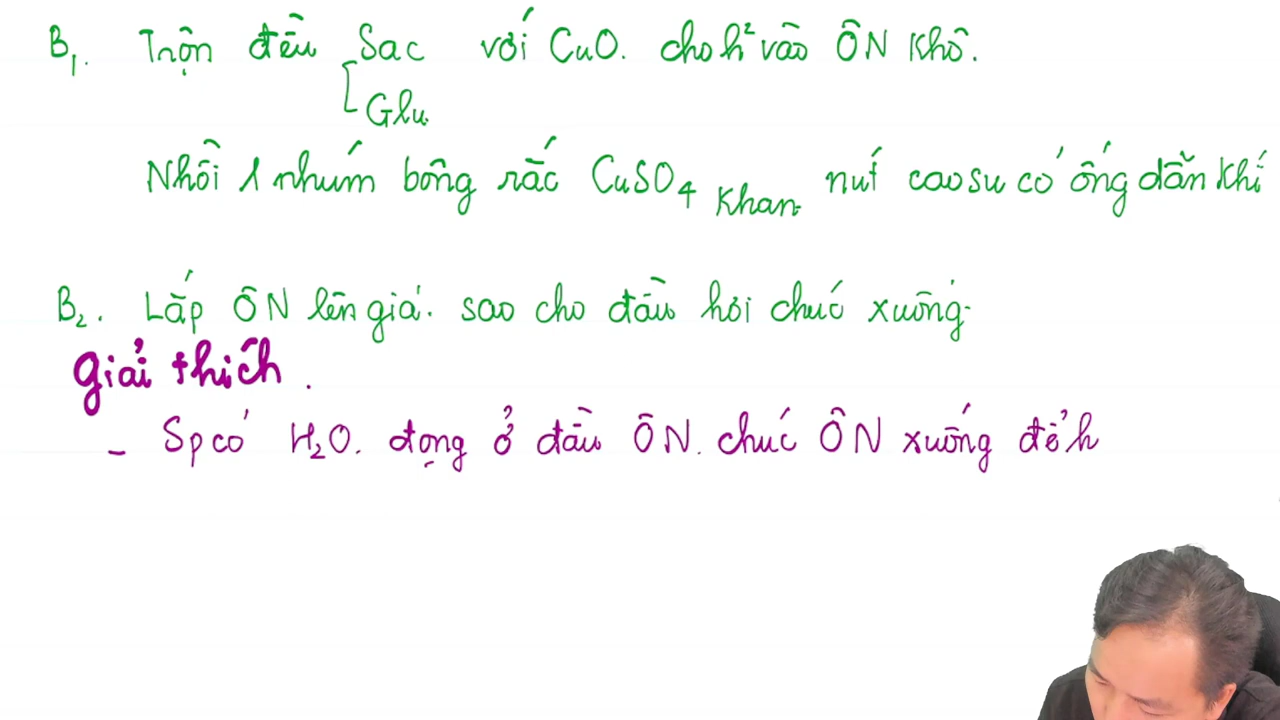 B₁. Trộn đều Sac với CuO. cho h² vào ÔN khô.
Glu.
Nhồi 1 nhúm bông rắc CuSO₄ khan. nút cao su có ống dẫn khí
B₂. Lắp ÔN lên giá. sao cho đầu hơi chúc xuống.
giải thích.
- Sp có H₂O. đọng ở đầu ÔN. chúc ÔN xuống để h